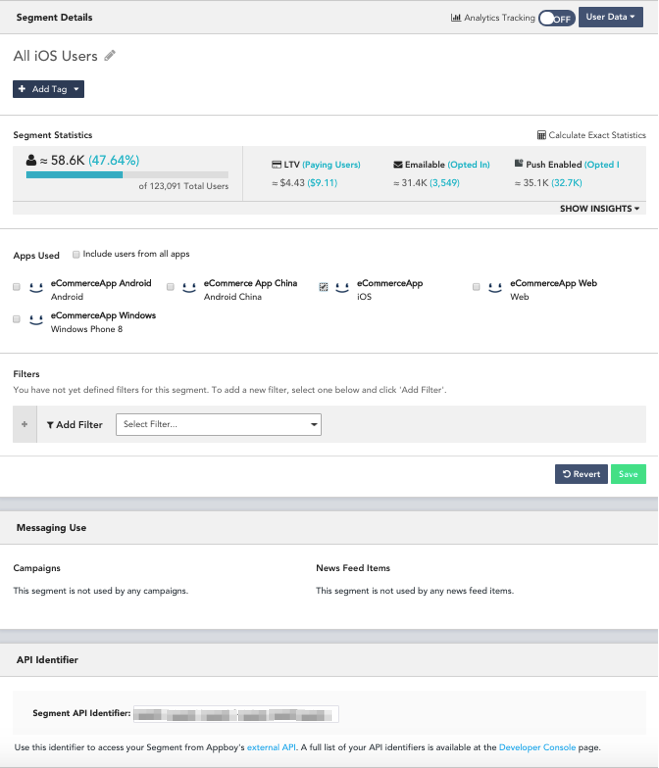 Segment Details
Analytics Tracking OFF User Data
All iOS Users
+ Add Tag
Segment Statistics
Calculate Exact Statistics
≈ 58.6K (47.64%)
of 123,091 Total Users
LTV (Paying Users)
≈ $4.43 ($9.11)
Emailable (Opted In)
≈ 31.4K (3,549)
Push Enabled (Opted I
≈ 35.1K (32.7K)
SHOW INSIGHTS
Apps Used
Include users from all apps
eCommerceApp Android
Android
eCommerce App China
Android China
eCommerceApp
iOS
eCommerceApp Web
Web
eCommerceApp Windows
Windows Phone 8
Filters
You have not yet defined filters for this segment. To add a new filter, select one below and click 'Add Filter'.
+ Add Filter Select Filter...
Revert Save
Messaging Use
Campaigns
This segment is not used by any campaigns.
News Feed Items
This segment is not used by any news feed items.
API Identifier
Segment API Identifier:
Use this identifier to access your Segment from Appboy's external API. A full list of your API identifiers is available at the Developer Console page.